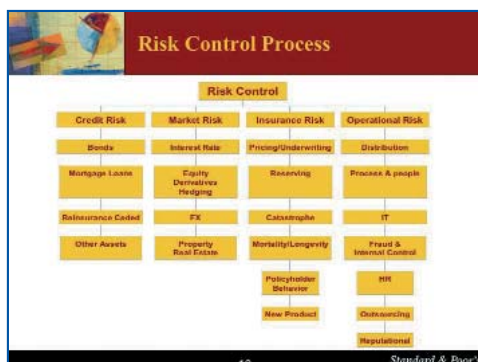 Risk Control Process
Risk Control
Credit Risk
Bonds
Mortgage Loans
Reinsurance Ceded
Other Assets
Market Risk
Interest Rate
Equity
Derivatives
Hedging
FX
Property
Real Estate
Insurance Risk
Pricing/Underwriting
Reserving
Catastrophe
Mortality/Longevity
Policyholder
Behavior
New Product
Operational Risk
Distribution
Process & people
IT
Fraud &
Internal Control
HR
Outsourcing
Reputational
Standard & Poor's